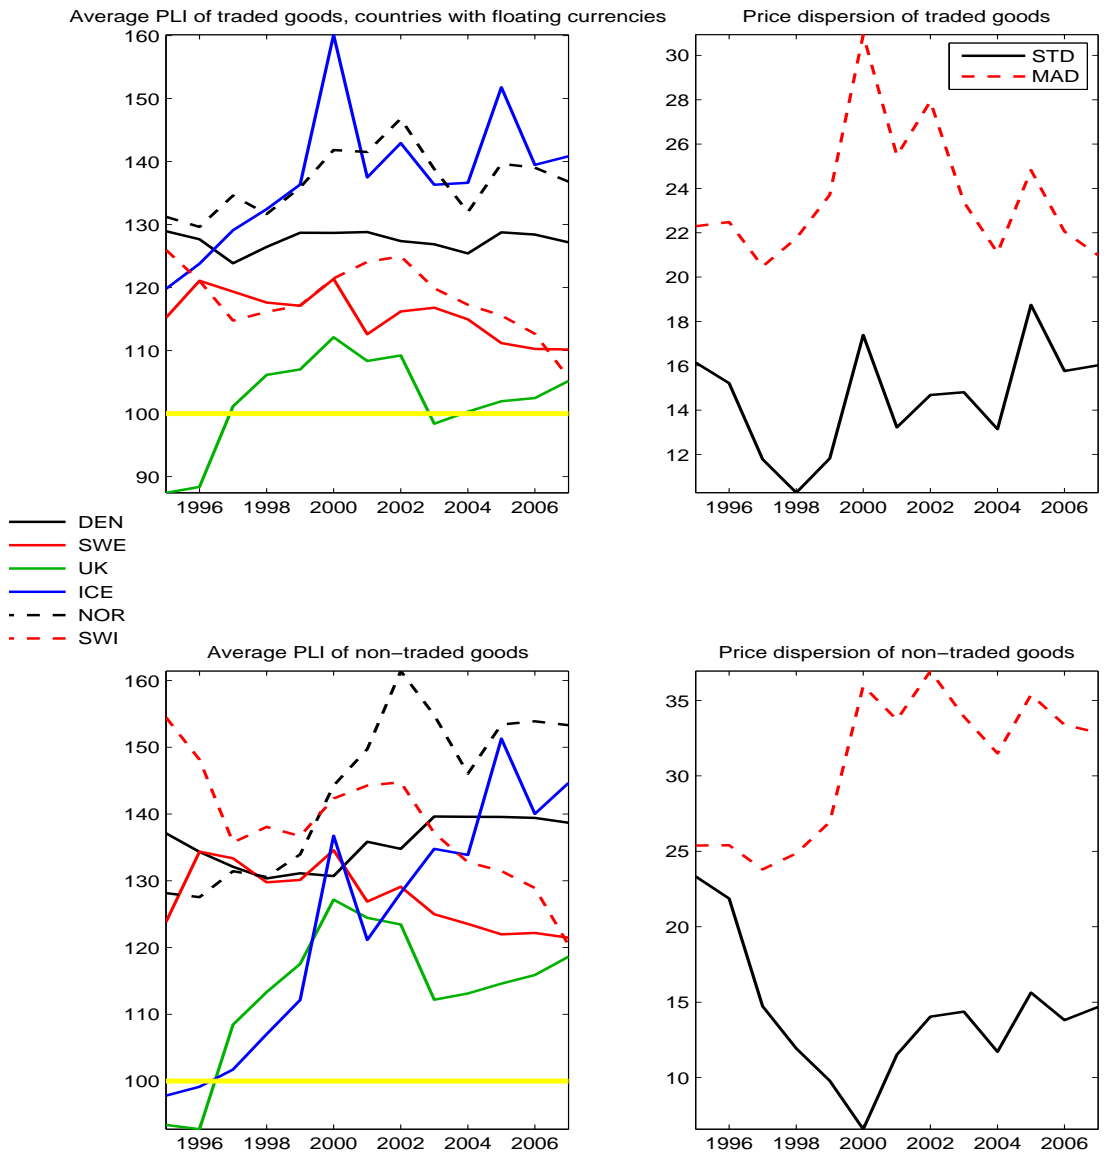 Average PLI of traded goods, countries with floating currencies
160
150
140
130
120
110
100
90
1996 1998 2000 2002 2004 2006
Price dispersion of traded goods
STD
MAD
30
28
26
24
22
20
18
16
14
12
1996 1998 2000 2002 2004 2006
DEN
SWE
UK
ICE
NOR
SWI
Average PLI of non−traded goods
160
150
140
130
120
110
100
1996 1998 2000 2002 2004 2006
Price dispersion of non−traded goods
35
30
25
20
15
10
1996 1998 2000 2002 2004 2006